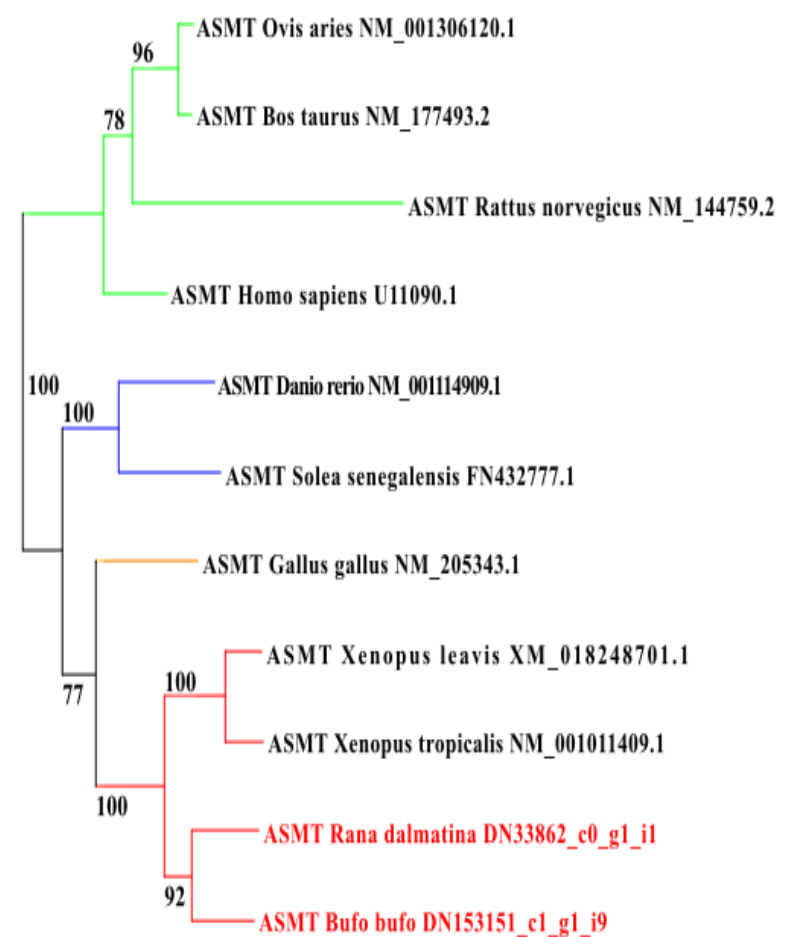 ASMT Ovis aries NM_001306120.1
96
ASMT Bos taurus NM_177493.2
78
ASMT Rattus norvegicus NM_144759.2
ASMT Homo sapiens U11090.1
100
ASMT Danio rerio NM_001114909.1
100
ASMT Solea senegalensis FN432777.1
ASMT Gallus gallus NM_205343.1
ASMT Xenopus leavis XM_018248701.1
100
77
ASMT Xenopus tropicalis NM_001011409.1
100
ASMT Rana dalmatina DN33862_c0_g1_i1
92
ASMT Bufo bufo DN153151_c1_g1_i9